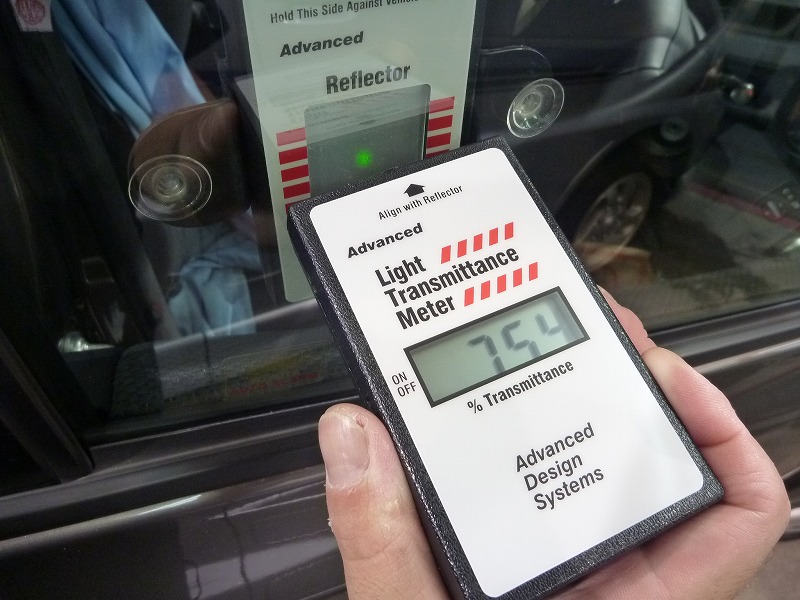 Hold This Side Against Vehicle
Advanced
Reflector
Align with Reflector
Advanced
Light
Transmittance
Meter
ON
OFF
75.4
% Transmittance
Advanced
Design
Systems